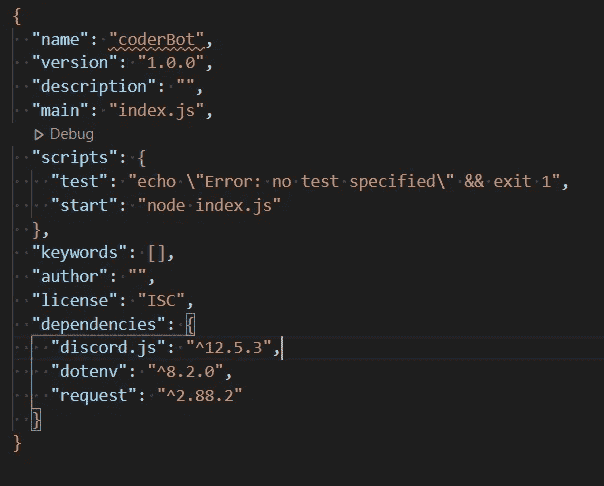 {
"name": "coderBot",
"version": "1.0.0",
"description": "",
"main": "index.js",
Debug
"scripts": {
"test": "echo \"Error: no test specified\" && exit 1",
"start": "node index.js"
},
"keywords": [],
"author": "",
"license": "ISC",
"dependencies": {
"discord.js": "^12.5.3",
"dotenv": "^8.2.0",
"request": "^2.88.2"
}
}